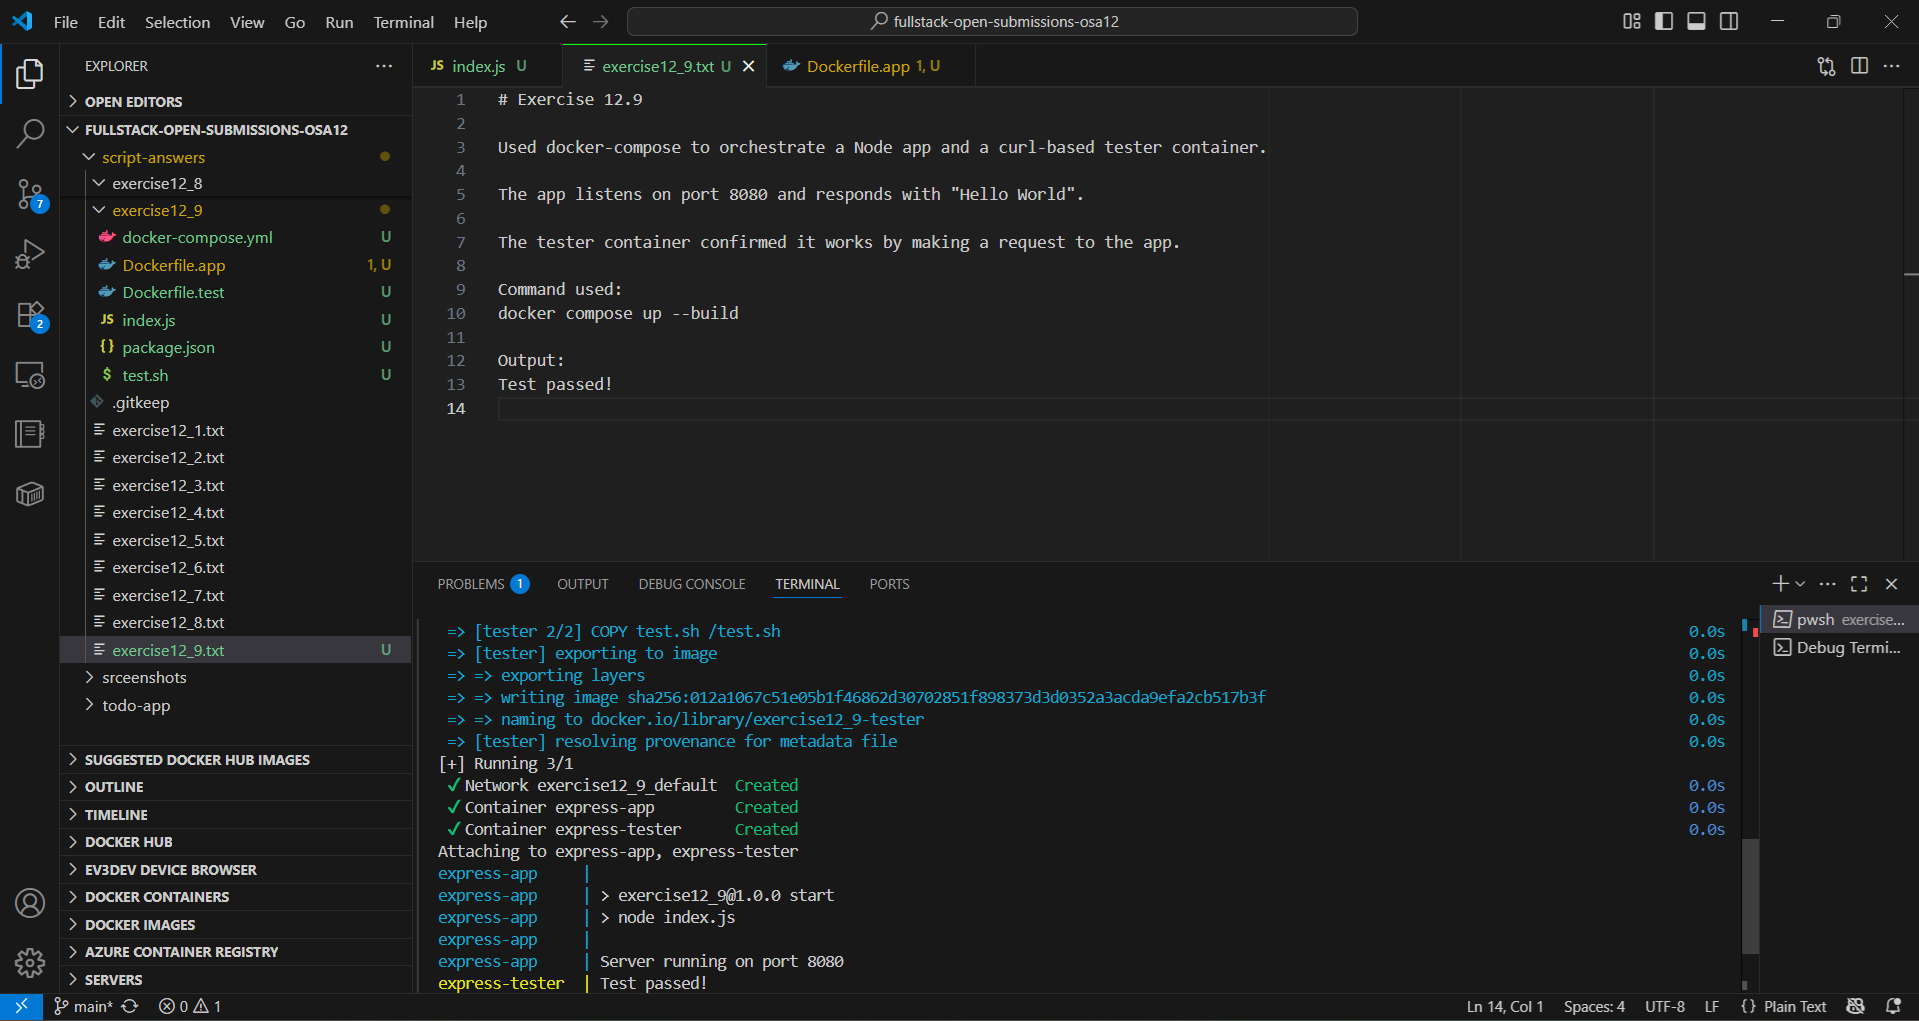 File Edit Selection View Go Run Terminal Help
fullstack-open-submissions-osa12
EXPLORER
OPEN EDITORS
FULLSTACK-OPEN-SUBMISSIONS-OSA12
script-answers
exercise12_8
exercise12_9
docker-compose.yml U
Dockerfile.app 1, U
Dockerfile.test U
JS index.js U
{} package.json U
$ test.sh U
.gitkeep
exercise12_1.txt
exercise12_2.txt
exercise12_3.txt
exercise12_4.txt
exercise12_5.txt
exercise12_6.txt
exercise12_7.txt
exercise12_8.txt
exercise12_9.txt U
srceenshots
todo-app
SUGGESTED DOCKER HUB IMAGES
OUTLINE
TIMELINE
DOCKER HUB
EV3DEV DEVICE BROWSER
DOCKER CONTAINERS
DOCKER IMAGES
AZURE CONTAINER REGISTRY
SERVERS
7
2
JS index.js U
exercise12_9.txt U
Dockerfile.app 1, U
1 # Exercise 12.9
2
3 Used docker-compose to orchestrate a Node app and a curl-based tester container.
4
5 The app listens on port 8080 and responds with "Hello World".
6
7 The tester container confirmed it works by making a request to the app.
8
9 Command used:
10 docker compose up --build
11
12 Output:
13 Test passed!
14
PROBLEMS 1 OUTPUT DEBUG CONSOLE TERMINAL PORTS
=> [tester 2/2] COPY test.sh /test.sh 0.0s
=> [tester] exporting to image 0.0s
=> => exporting layers 0.0s
=> => writing image sha256:012a1067c51e05b1f46862d30702851f898373d3d0352a3acda9efa2cb517b3f 0.0s
=> => naming to docker.io/library/exercise12_9-tester 0.0s
=> [tester] resolving provenance for metadata file 0.0s
[+] Running 3/1
✓Network exercise12_9_default Created 0.0s
✓Container express-app Created 0.0s
✓Container express-tester Created 0.0s
Attaching to express-app, express-tester
express-app |
express-app | > exercise12_9@1.0.0 start
express-app | > node index.js
express-app |
express-app | Server running on port 8080
express-tester | Test passed!
pwsh exercise...
Debug Termi...
main* 0 1
Ln 14, Col 1 Spaces: 4 UTF-8 LF {} Plain Text